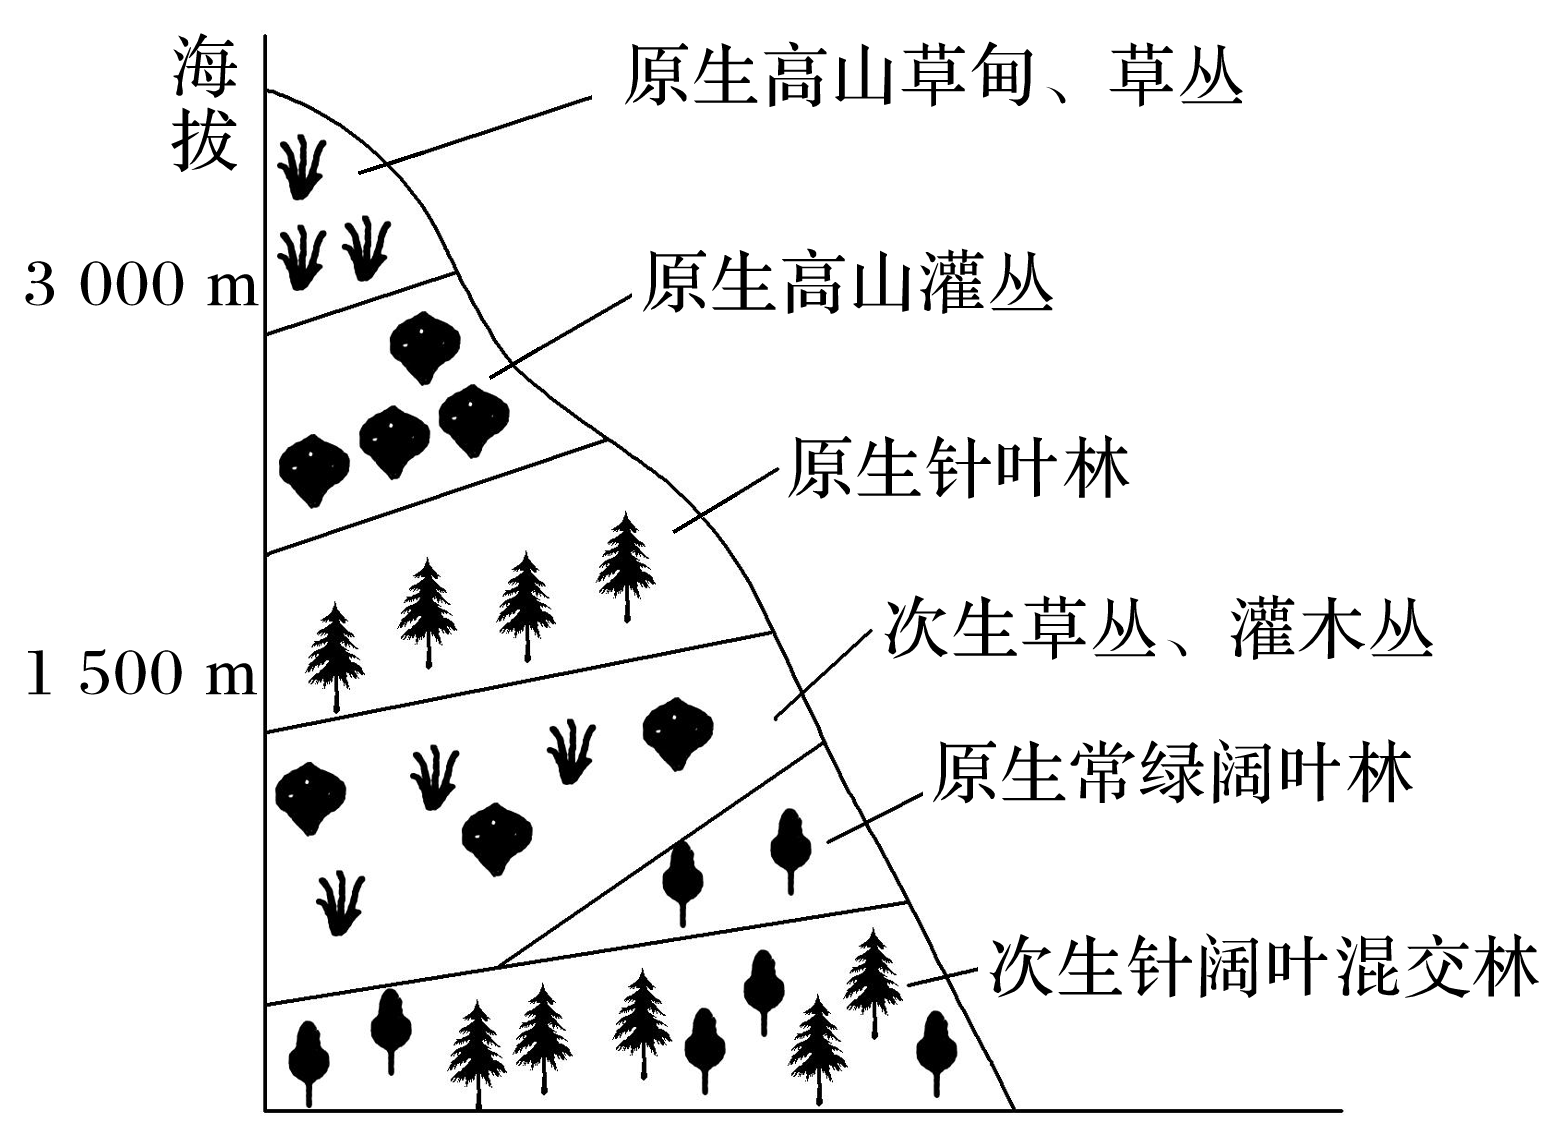 海拔
原生高山草甸、草丛
3 000 m
原生高山灌丛
原生针叶林
次生草丛、灌木丛
1 500 m
原生常绿阔叶林
次生针阔叶混交林